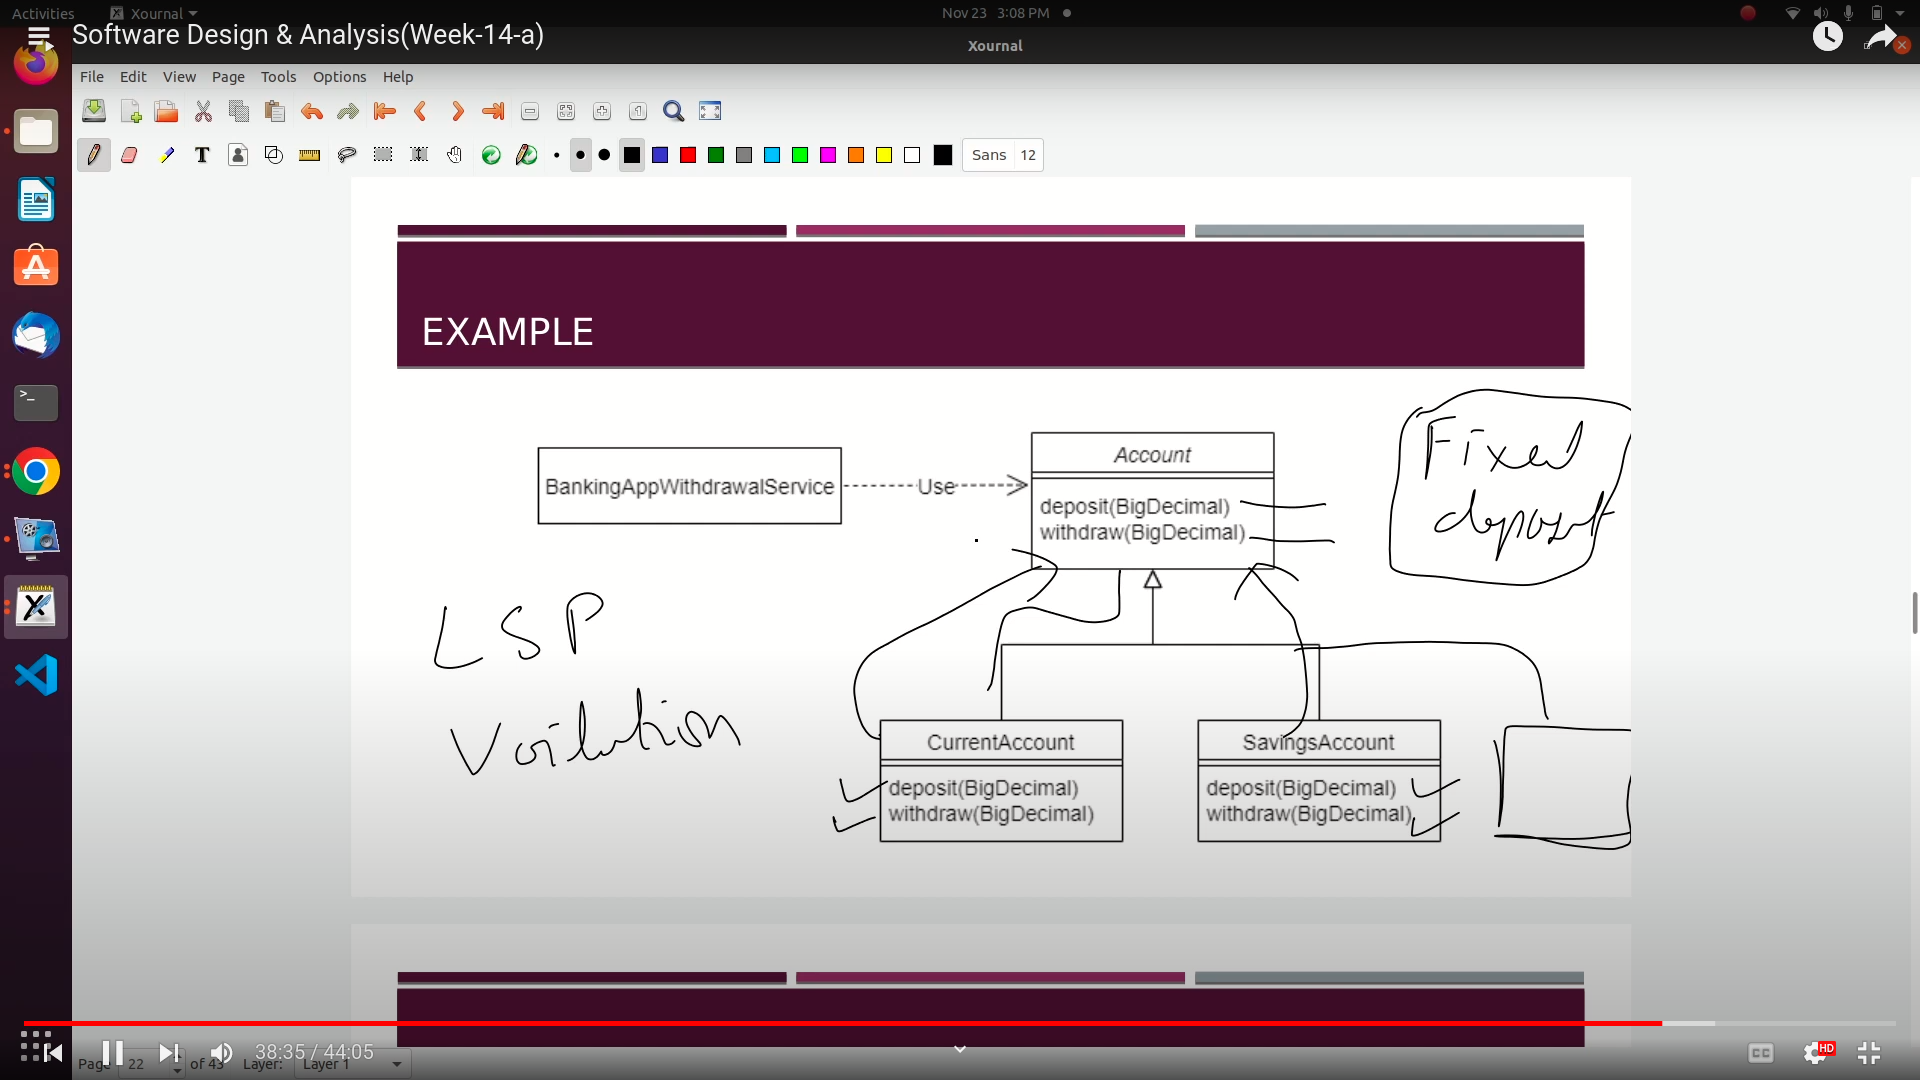 Activities
Xournal
Nov 23 3:08 PM
Software Design & Analysis(Week-14-a)
Xournal
File Edit View Page Tools Options Help
Sans 12
EXAMPLE
BankingAppWithdrawalService
Use
Account
deposit(BigDecimal)
withdraw(BigDecimal)
Fixed
deposit
LSP
Voilution
CurrentAccount
deposit(BigDecimal)
withdraw(BigDecimal)
SavingsAccount
deposit(BigDecimal)
withdraw(BigDecimal)
38:35 / 44:05
CC
HD
Page 22 of 43 Layer: Layer 1